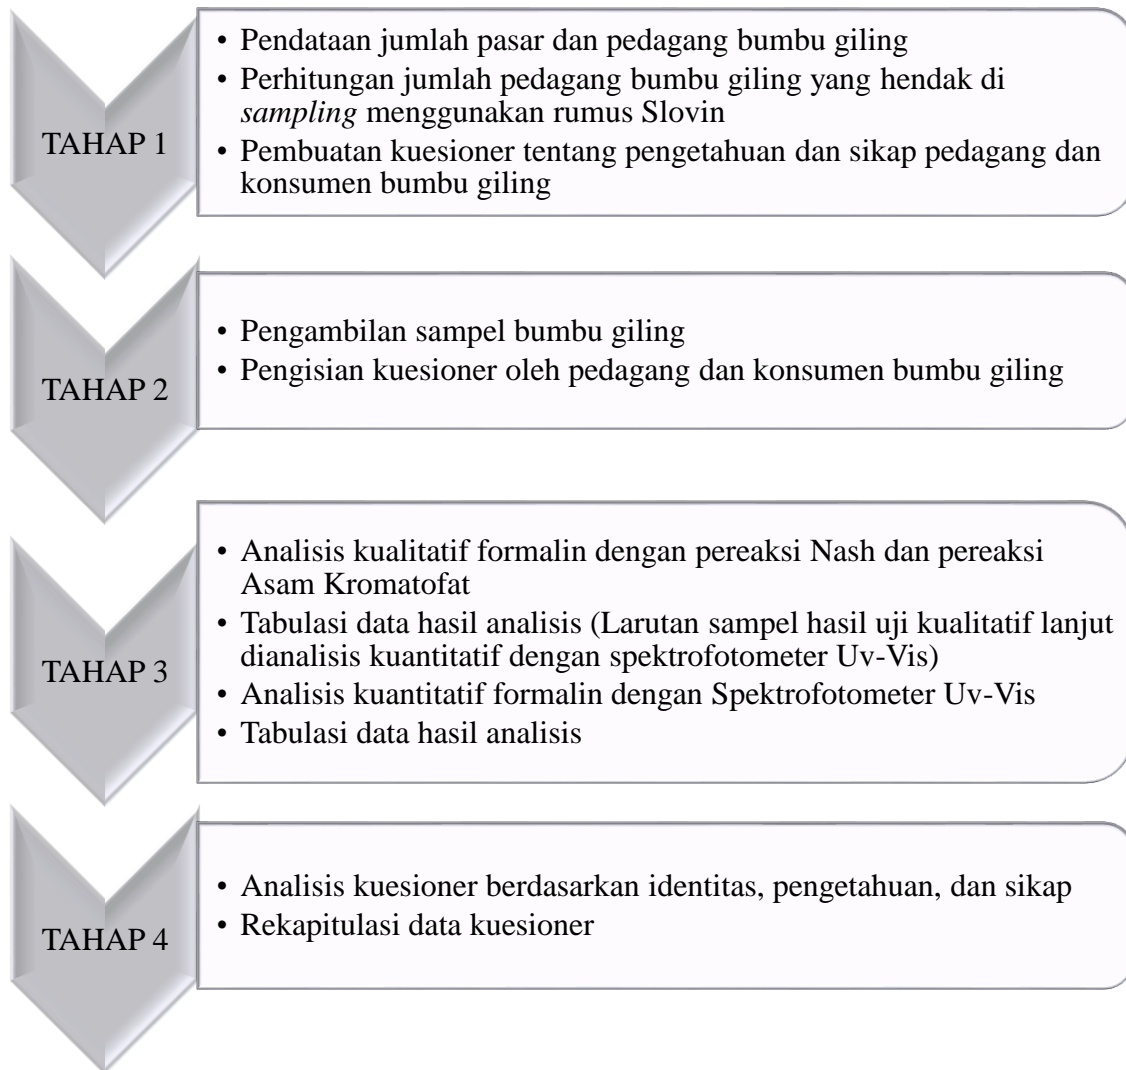 TAHAP 1
• Pendataan jumlah pasar dan pedagang bumbu giling
• Perhitungan jumlah pedagang bumbu giling yang hendak di
sampling menggunakan rumus Slovin
• Pembuatan kuesioner tentang pengetahuan dan sikap pedagang dan
konsumen bumbu giling
TAHAP 2
• Pengambilan sampel bumbu giling
• Pengisian kuesioner oleh pedagang dan konsumen bumbu giling
TAHAP 3
• Analisis kualitatif formalin dengan pereaksi Nash dan pereaksi
Asam Kromatofat
• Tabulasi data hasil analisis (Larutan sampel hasil uji kualitatif lanjut
dianalisis kuantitatif dengan spektrofotometer Uv-Vis)
• Analisis kuantitatif formalin dengan Spektrofotometer Uv-Vis
• Tabulasi data hasil analisis
TAHAP 4
• Analisis kuesioner berdasarkan identitas, pengetahuan, dan sikap
• Rekapitulasi data kuesioner